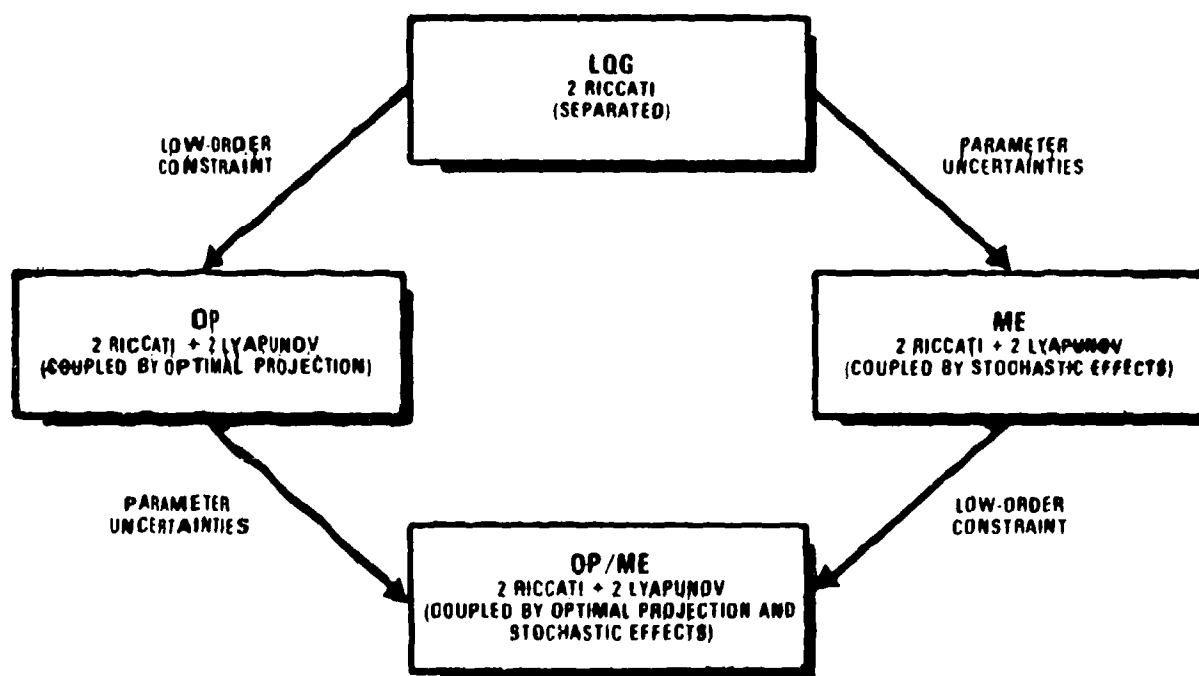 LQG
2 RICCATI
(SEPARATED)
LOW-ORDER
CONSTRAINT
PARAMETER
UNCERTAINTIES
OP
2 RICCATI + 2 LYAPUNOV
(COUPLED BY OPTIMAL PROJECTION)
ME
2 RICCATI + 2 LYAPUNOV
(COUPLED BY STOCHASTIC EFFECTS)
PARAMETER
UNCERTAINTIES
LOW-ORDER
CONSTRAINT
OP/ME
2 RICCATI + 2 LYAPUNOV
(COUPLED BY OPTIMAL PROJECTION AND
STOCHASTIC EFFECTS)